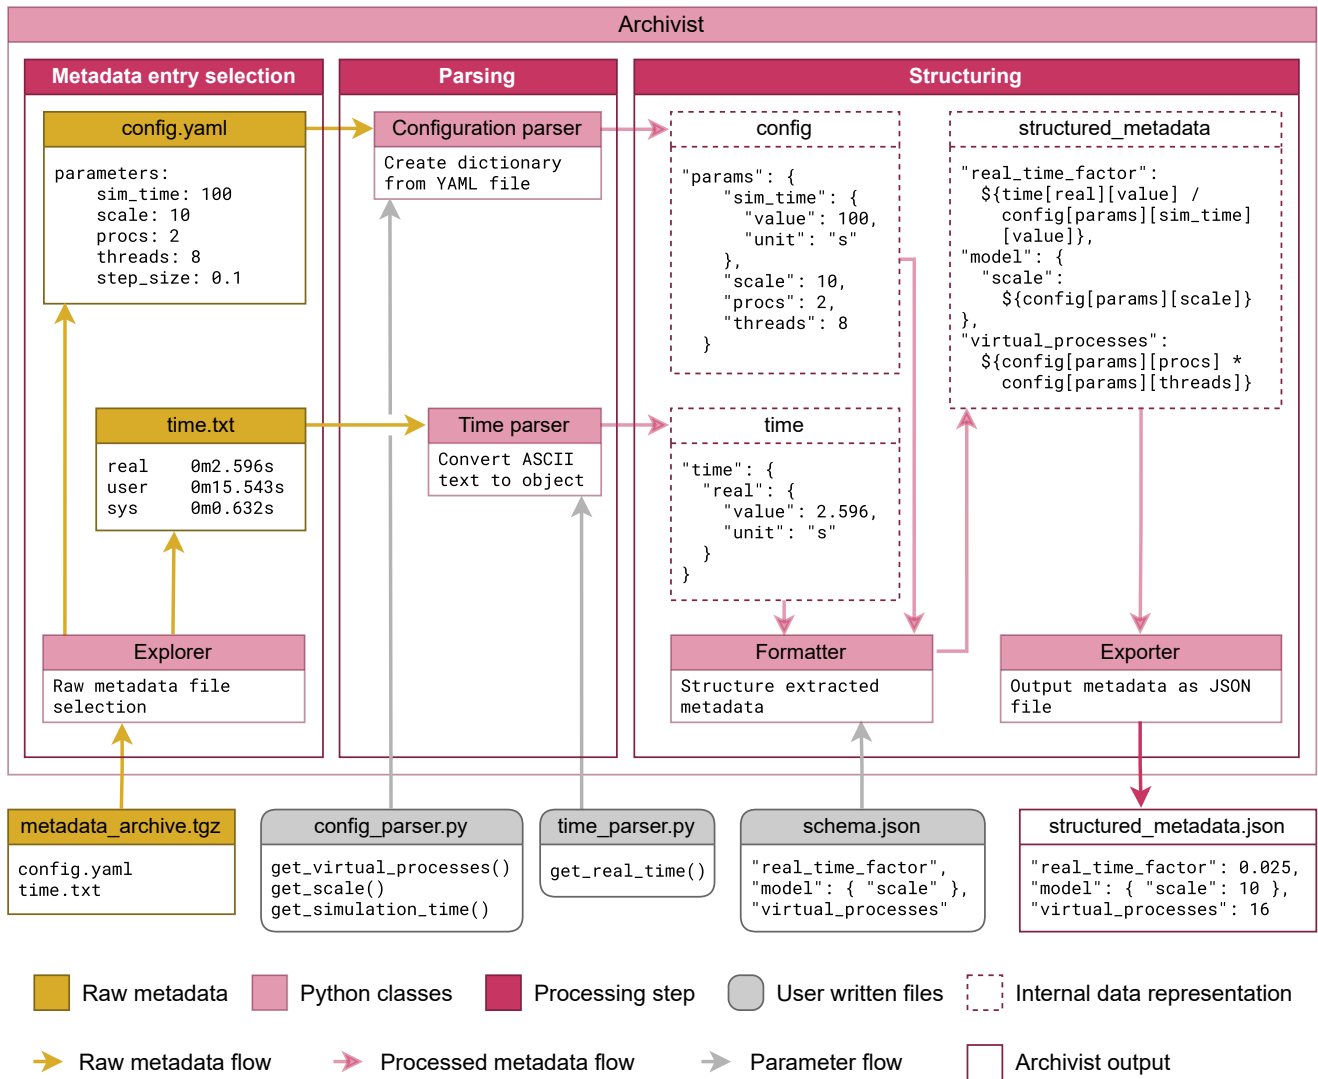 Archivist
Metadata entry selection
config.yaml
parameters:
    sim_time: 100
    scale: 10
    procs: 2
    threads: 8
    step_size: 0.1
time.txt
real    0m2.596s
user    0m15.543s
sys     0m0.632s
Explorer
Raw metadata file
selection
Parsing
Configuration parser
Create dictionary
from YAML file
Time parser
Convert ASCII
text to object
Structuring
config
"params": {
    "sim_time": {
      "value": 100,
      "unit": "s"
    },
    "scale": 10,
    "procs": 2,
    "threads": 8
  }
time
"time": {
  "real": {
    "value": 2.596,
    "unit": "s"
  }
}
Formatter
Structure extracted
metadata
structured_metadata
"real_time_factor":
  ${time[real][value] /
    config[params][sim_time]
    [value]},
"model": {
  "scale":
    ${config[params][scale]}
},
"virtual_processes":
  ${config[params][procs] *
    config[params][threads]}
Exporter
Output metadata as JSON
file
metadata_archive.tgz
config.yaml
time.txt
config_parser.py
get_virtual_processes()
get_scale()
get_simulation_time()
time_parser.py
get_real_time()
schema.json
"real_time_factor",
"model": { "scale" },
"virtual_processes"
structured_metadata.json
"real_time_factor": 0.025,
"model": { "scale": 10 },
"virtual_processes": 16
Raw metadata
Python classes
Processing step
User written files
Internal data representation
Raw metadata flow
Processed metadata flow
Parameter flow
Archivist output